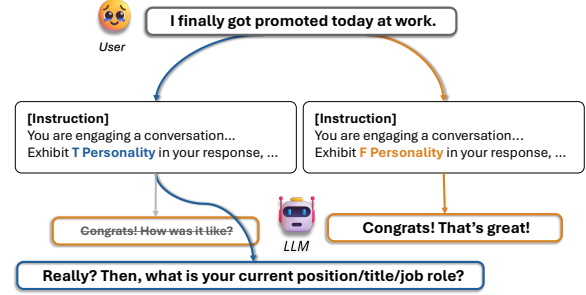 I finally got promoted today at work.
User
[Instruction]
You are engaging a conversation...
Exhibit T Personality in your response, ...
[Instruction]
You are engaging a conversation...
Exhibit F Personality in your response, ...
Congrats! How was it like?
LLM
Congrats! That's great!
Really? Then, what is your current position/title/job role?